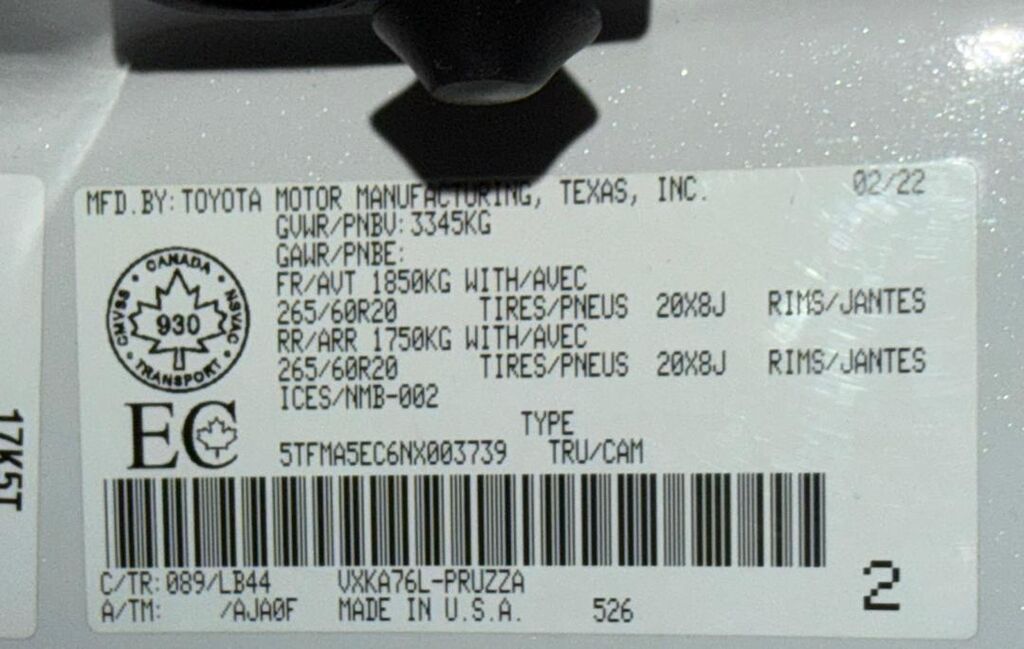 MFD.BY: TOYOTA MOTOR MANUFACTURING, TEXAS, INC. 02/22
GVWR/PNBV: 3345KG
GAWR/PNBE:
FR/AVT 1850KG WITH/AVEC
265/60R20 TIRES/PNEUS 20X8J RIMS/JANTES
RR/ARR 1750KG WITH/AVEC
265/60R20 TIRES/PNEUS 20X8J RIMS/JANTES
ICES/NMB-002
TYPE
5TFMA5EC6NX003739 TRU/CAM
CANADA
CMVSS
930
NSVAC
TRANSPORT
EC
C/TR: 089/LB44 VXKA76L-PRUZZA
A/TM: /AJA0F MADE IN U.S.A. 526
2
17K5T